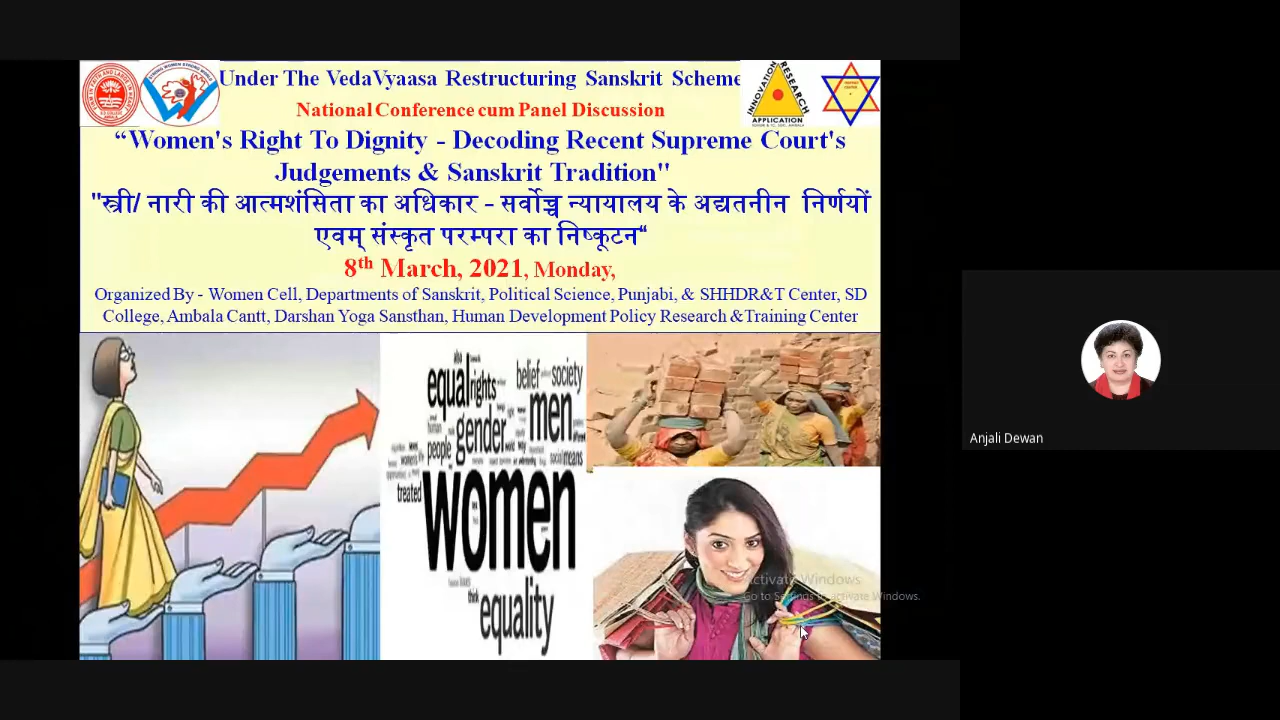 Under The VedaVyaasa Restructuring Sanskrit Scheme
National Conference cum Panel Discussion
“Women's Right To Dignity - Decoding Recent Supreme Court's
Judgements & Sanskrit Tradition"
"स्त्री/ नारी की आत्मशंसिता का अधिकार – सर्वोच्च न्यायालय के अद्यतनीन निर्णयों
एवम् संस्कृत परम्परा का निष्कूटन“
8th March, 2021, Monday,
Organized By - Women Cell, Departments of Sanskrit, Political Science, Punjabi, & SHHDR&T Center, SD
College, Ambala Cantt, Darshan Yoga Sansthan, Human Development Policy Research &Training Center
INNOVATION
RESEARCH
APPLICATION
equal
rights
belief
society
men
gender
people
means
treated
women
think
equality
Activate Windows
Go to Settings to activate Windows.
Anjali Dewan